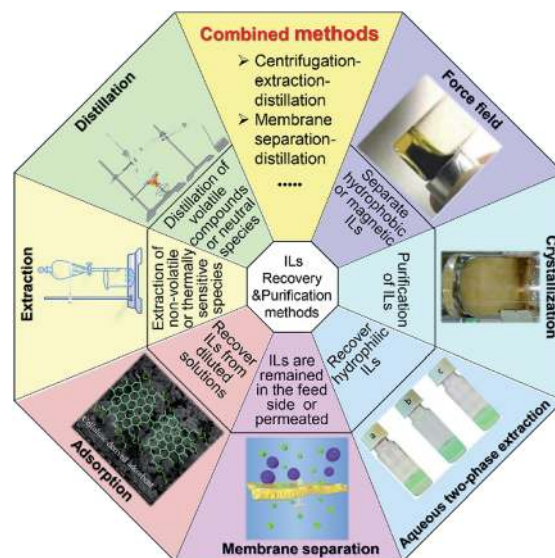 Combined methods
➢ Centrifugation-
extraction-
distillation
➢ Membrane
separation-
distillation
.....
Force field
Separate
hydrophobic
or magnetic
ILs
Crystallization
Purification
of ILs
Aqueous two-phase extraction
Recover
hydrophilic
ILs
a
b
c
Membrane separation
ILs are
remained
in the feed
side or
permeated
Adsorption
Recover
ILs from
diluted
solutions
Extraction
Extraction of
non-volatile
or thermally
sensitive
species
Distillation
Distillation of
volatile
compounds
or neutral
species
ILs
Recovery
&Purification
methods